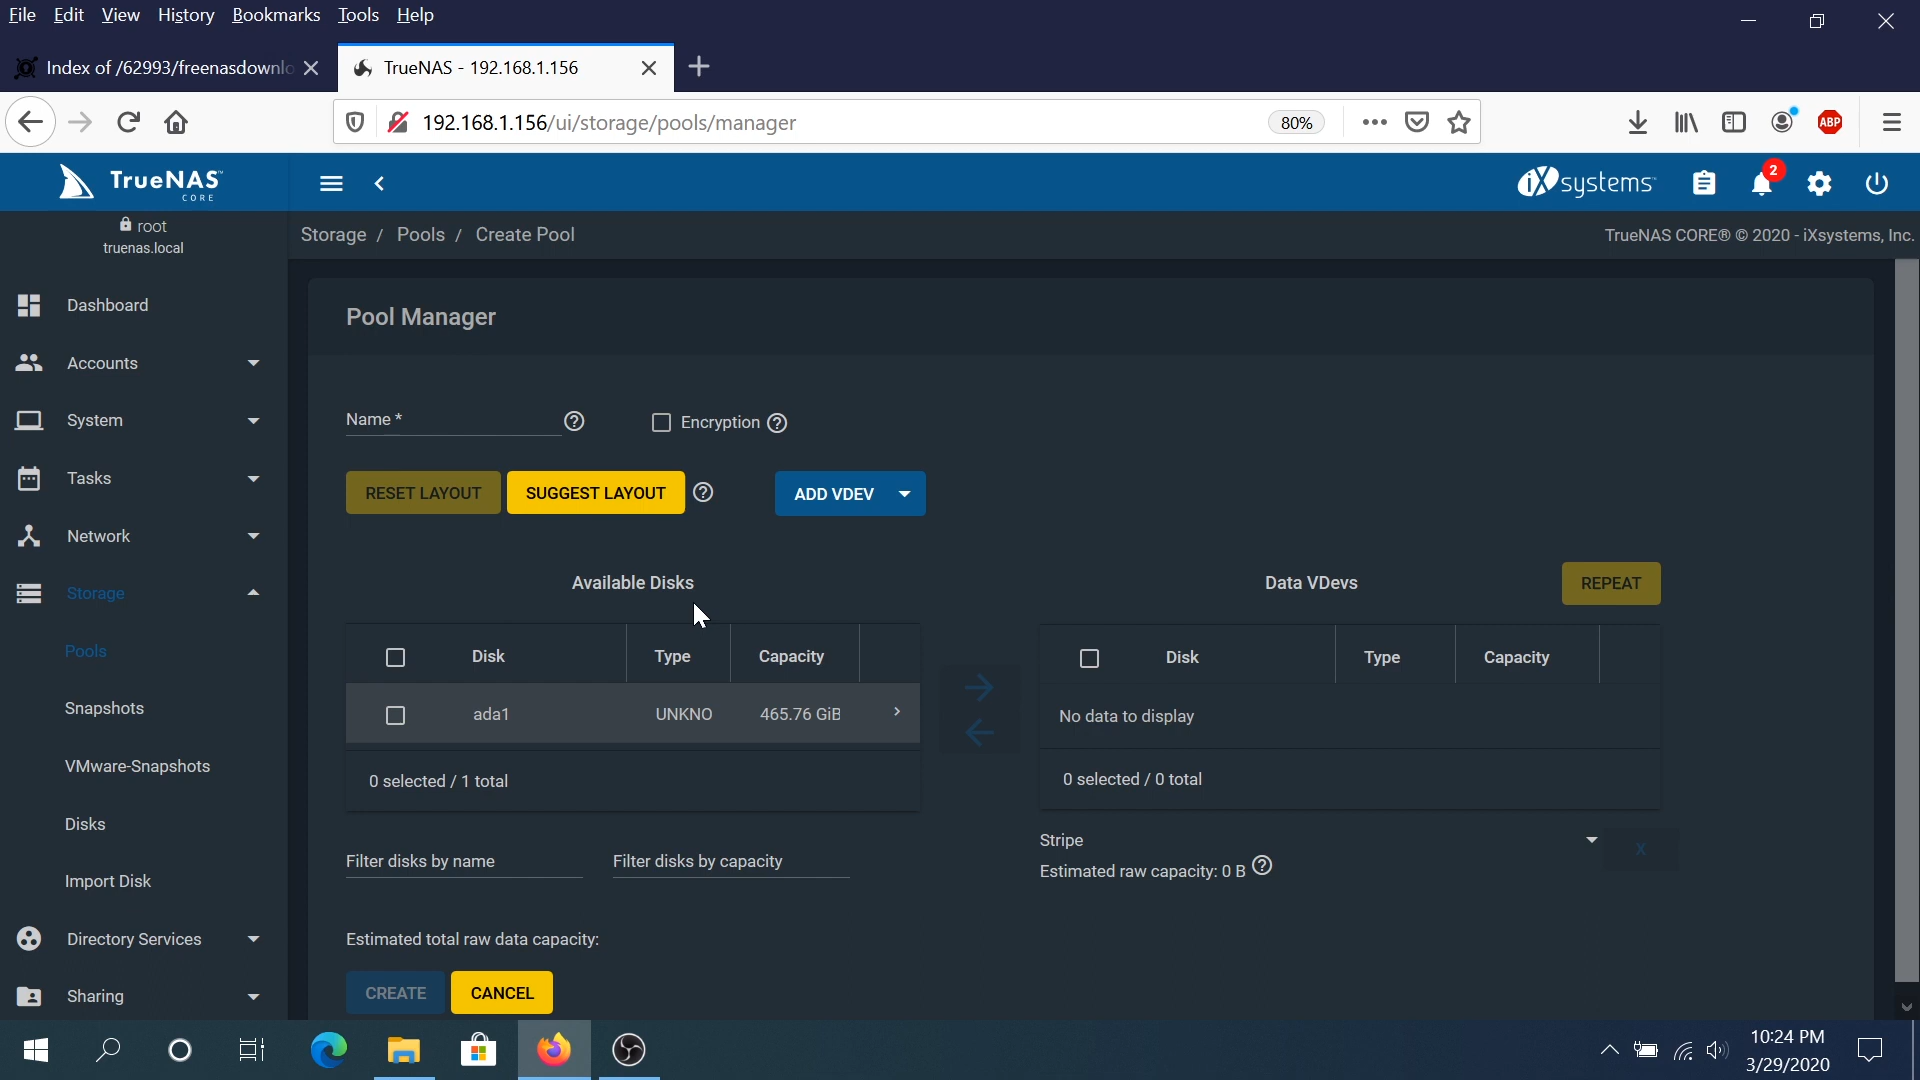 File Edit View History Bookmarks Tools Help
Index of /62993/freenasdownlo
TrueNAS - 192.168.1.156
192.168.1.156/ui/storage/pools/manager
80%
ABP
TrueNAS
CORE
iXsystems
2
root
truenas.local
Storage / Pools / Create Pool
TrueNAS CORE® © 2020 - iXsystems, Inc.
Dashboard
Accounts
System
Tasks
Network
Storage
Pools
Snapshots
VMware-Snapshots
Disks
Import Disk
Directory Services
Sharing
Pool Manager
Name *
Encryption
RESET LAYOUT
SUGGEST LAYOUT
ADD VDEV
Available Disks
Disk Type Capacity
ada1 UNKNO 465.76 GiB
0 selected / 1 total
Filter disks by name
Filter disks by capacity
Data VDevs
REPEAT
Disk Type Capacity
No data to display
0 selected / 0 total
Stripe
X
Estimated raw capacity: 0 B
Estimated total raw data capacity:
CREATE
CANCEL
10:24 PM
3/29/2020